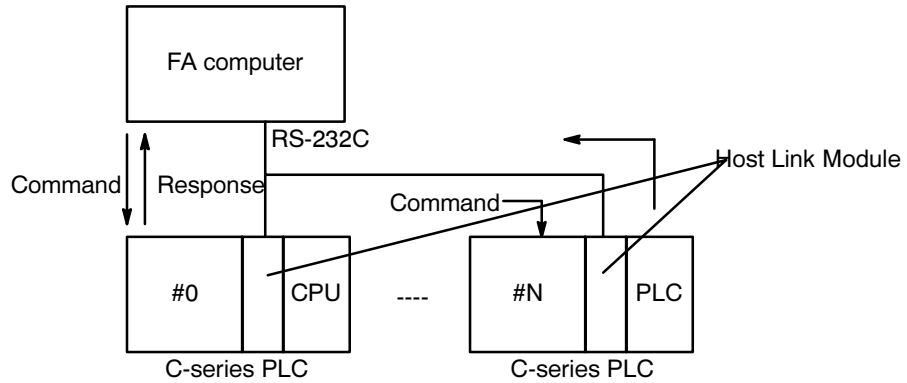 FA computer
RS-232C
Command
Response
Host Link Module
Command
#0
CPU
----
#N
PLC
C-series PLC
C-series PLC